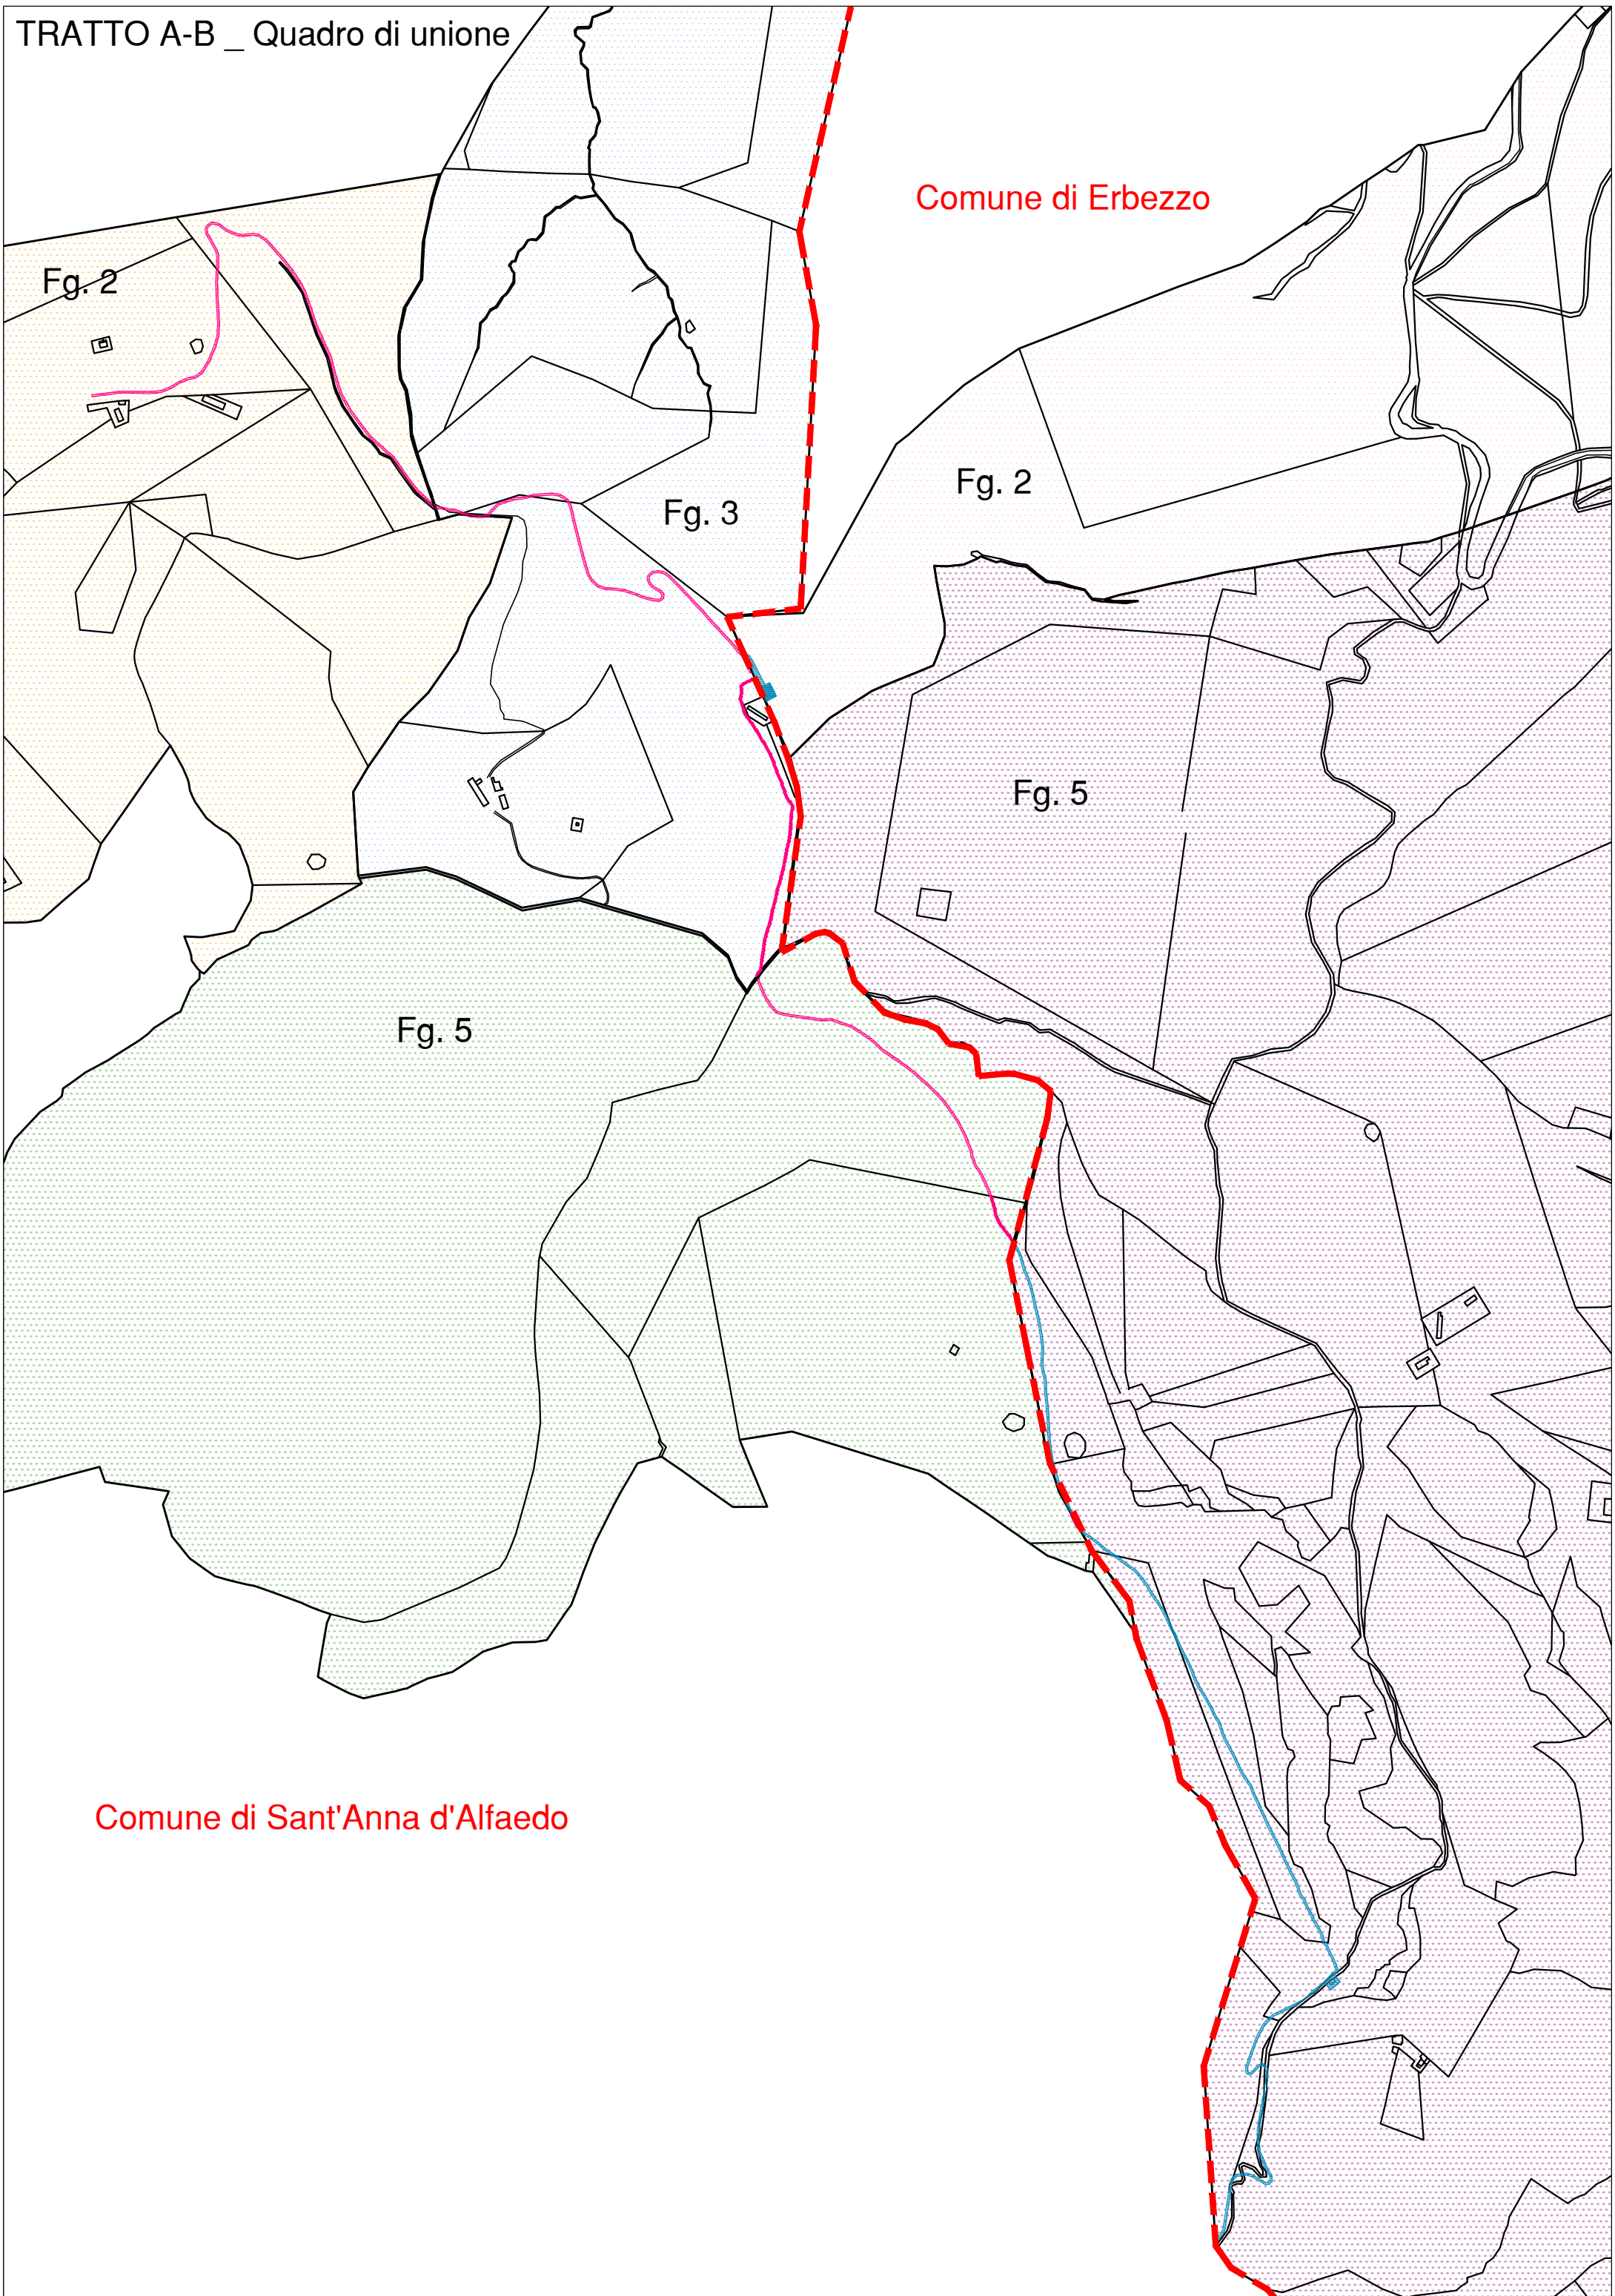 TRATTO A-B _ Quadro di unione
Comune di Erbezzo
Fg. 2
Fg. 2
Fg. 3
Fg. 5
Fg. 5
Comune di Sant'Anna d'Alfaedo